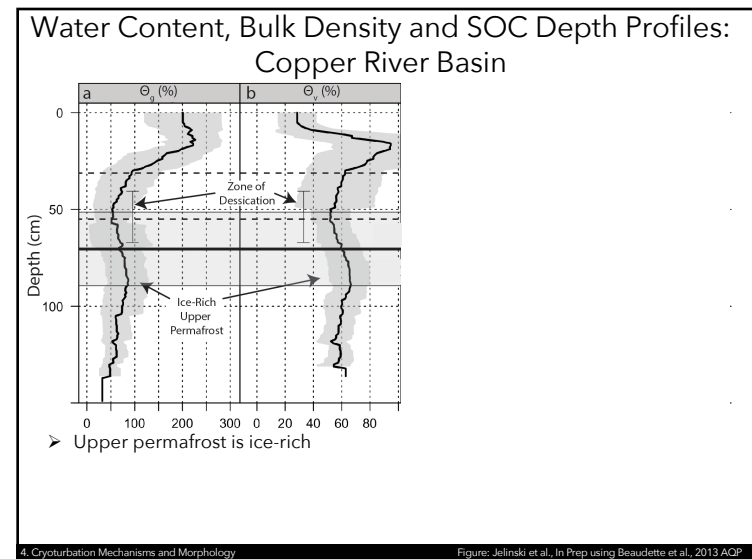 Water Content, Bulk Density and SOC Depth Profiles:
Copper River Basin
a Θg (%) b Θv (%)
0
50
100
Depth (cm)
Zone of
Dessication
Ice-Rich
Upper
Permafrost
0 100 200 300 0 20 40 60 80
➢ Upper permafrost is ice-rich
4. Cryoturbation Mechanisms and Morphology Figure: Jelinski et al., In Prep using Beaudette et al., 2013 AQP